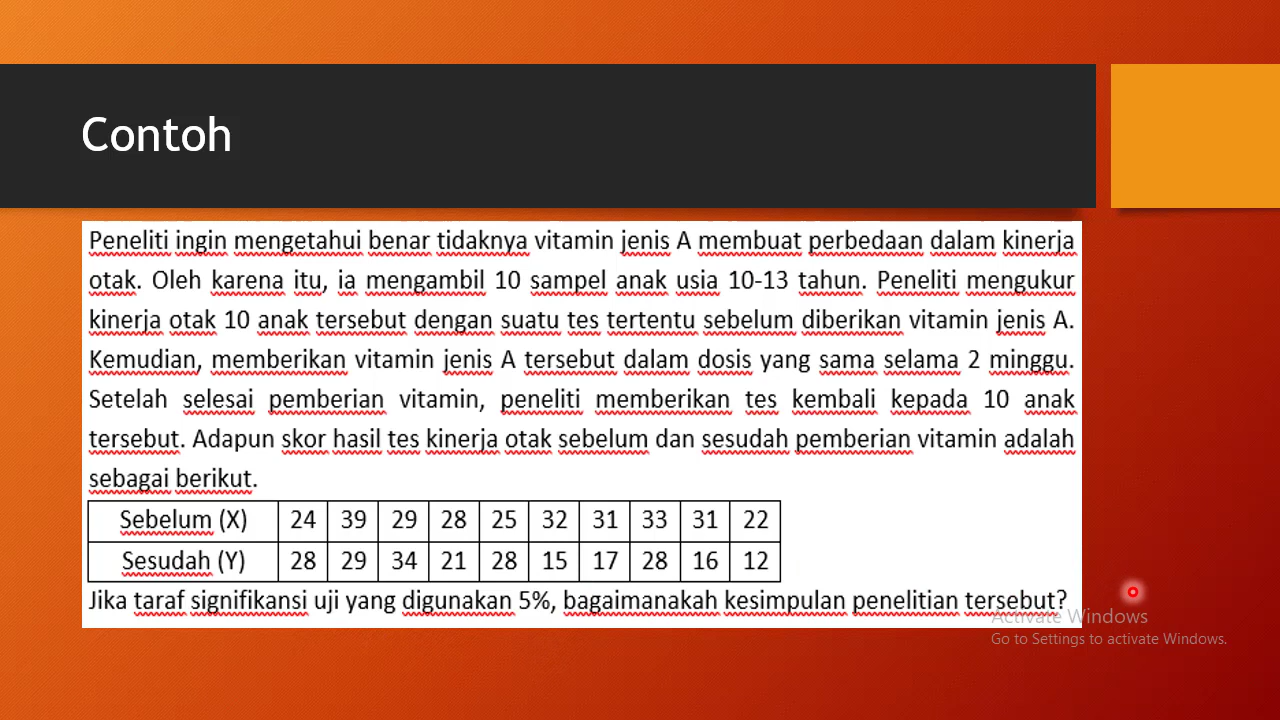 Contoh
Peneliti ingin mengetahui benar tidaknya vitamin jenis A membuat perbedaan dalam kinerja
otak. Oleh karena itu, ia mengambil 10 sampel anak usia 10-13 tahun. Peneliti mengukur
kinerja otak 10 anak tersebut dengan suatu tes tertentu sebelum diberikan vitamin jenis A.
Kemudian, memberikan vitamin jenis A tersebut dalam dosis yang sama selama 2 minggu.
Setelah selesai pemberian vitamin, peneliti memberikan tes kembali kepada 10 anak
tersebut. Adapun skor hasil tes kinerja otak sebelum dan sesudah pemberian vitamin adalah
sebagai berikut.
Sebelum (X) 24 39 29 28 25 32 31 33 31 22
Sesudah (Y) 28 29 34 21 28 15 17 28 16 12
Jika taraf signifikansi uji yang digunakan 5%, bagaimanakah kesimpulan penelitian tersebut?
Activate Windows
Go to Settings to activate Windows.